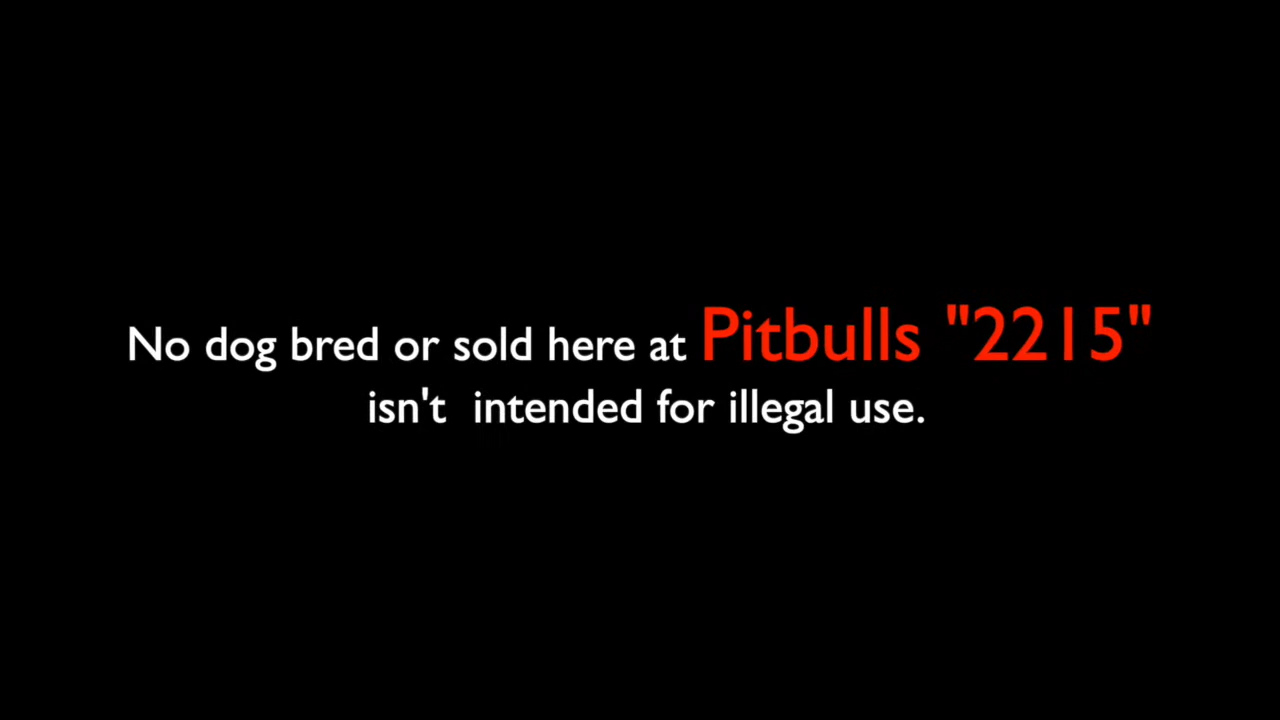 No dog bred or sold here at Pitbulls "2215"
isn't  intended for illegal use.